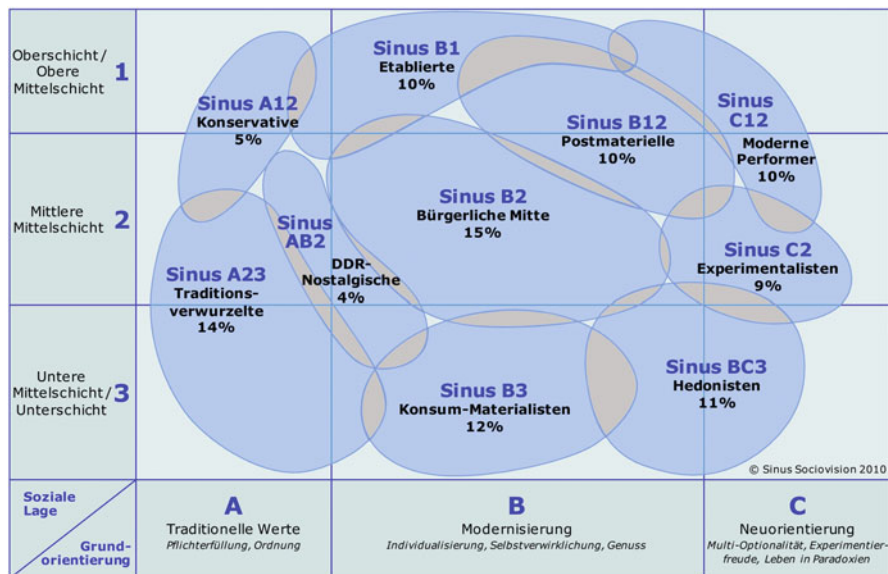 Oberschicht /
Obere
Mittelschicht
1
Mittlere
Mittelschicht
2
Untere
Mittelschicht /
Unterschicht
3
Sinus B1
Etablierte
10%
Sinus A12
Konservative
5%
Sinus B12
Postmaterielle
10%
Sinus
C12
Moderne
Performer
10%
Sinus B2
Bürgerliche Mitte
15%
Sinus
AB2
DDR-
Nostalgische
4%
Sinus A23
Traditions-
verwurzelte
14%
Sinus C2
Experimentalisten
9%
Sinus B3
Konsum-Materialisten
12%
Sinus BC3
Hedonisten
11%
© Sinus Sociovision 2010
Soziale
Lage
Grund-
orientierung
A
Traditionelle Werte
Pflichterfüllung, Ordnung
B
Modernisierung
Individualisierung, Selbstverwirklichung, Genuss
C
Neuorientierung
Multi-Optionalität, Experimentier-
freude, Leben in Paradoxien